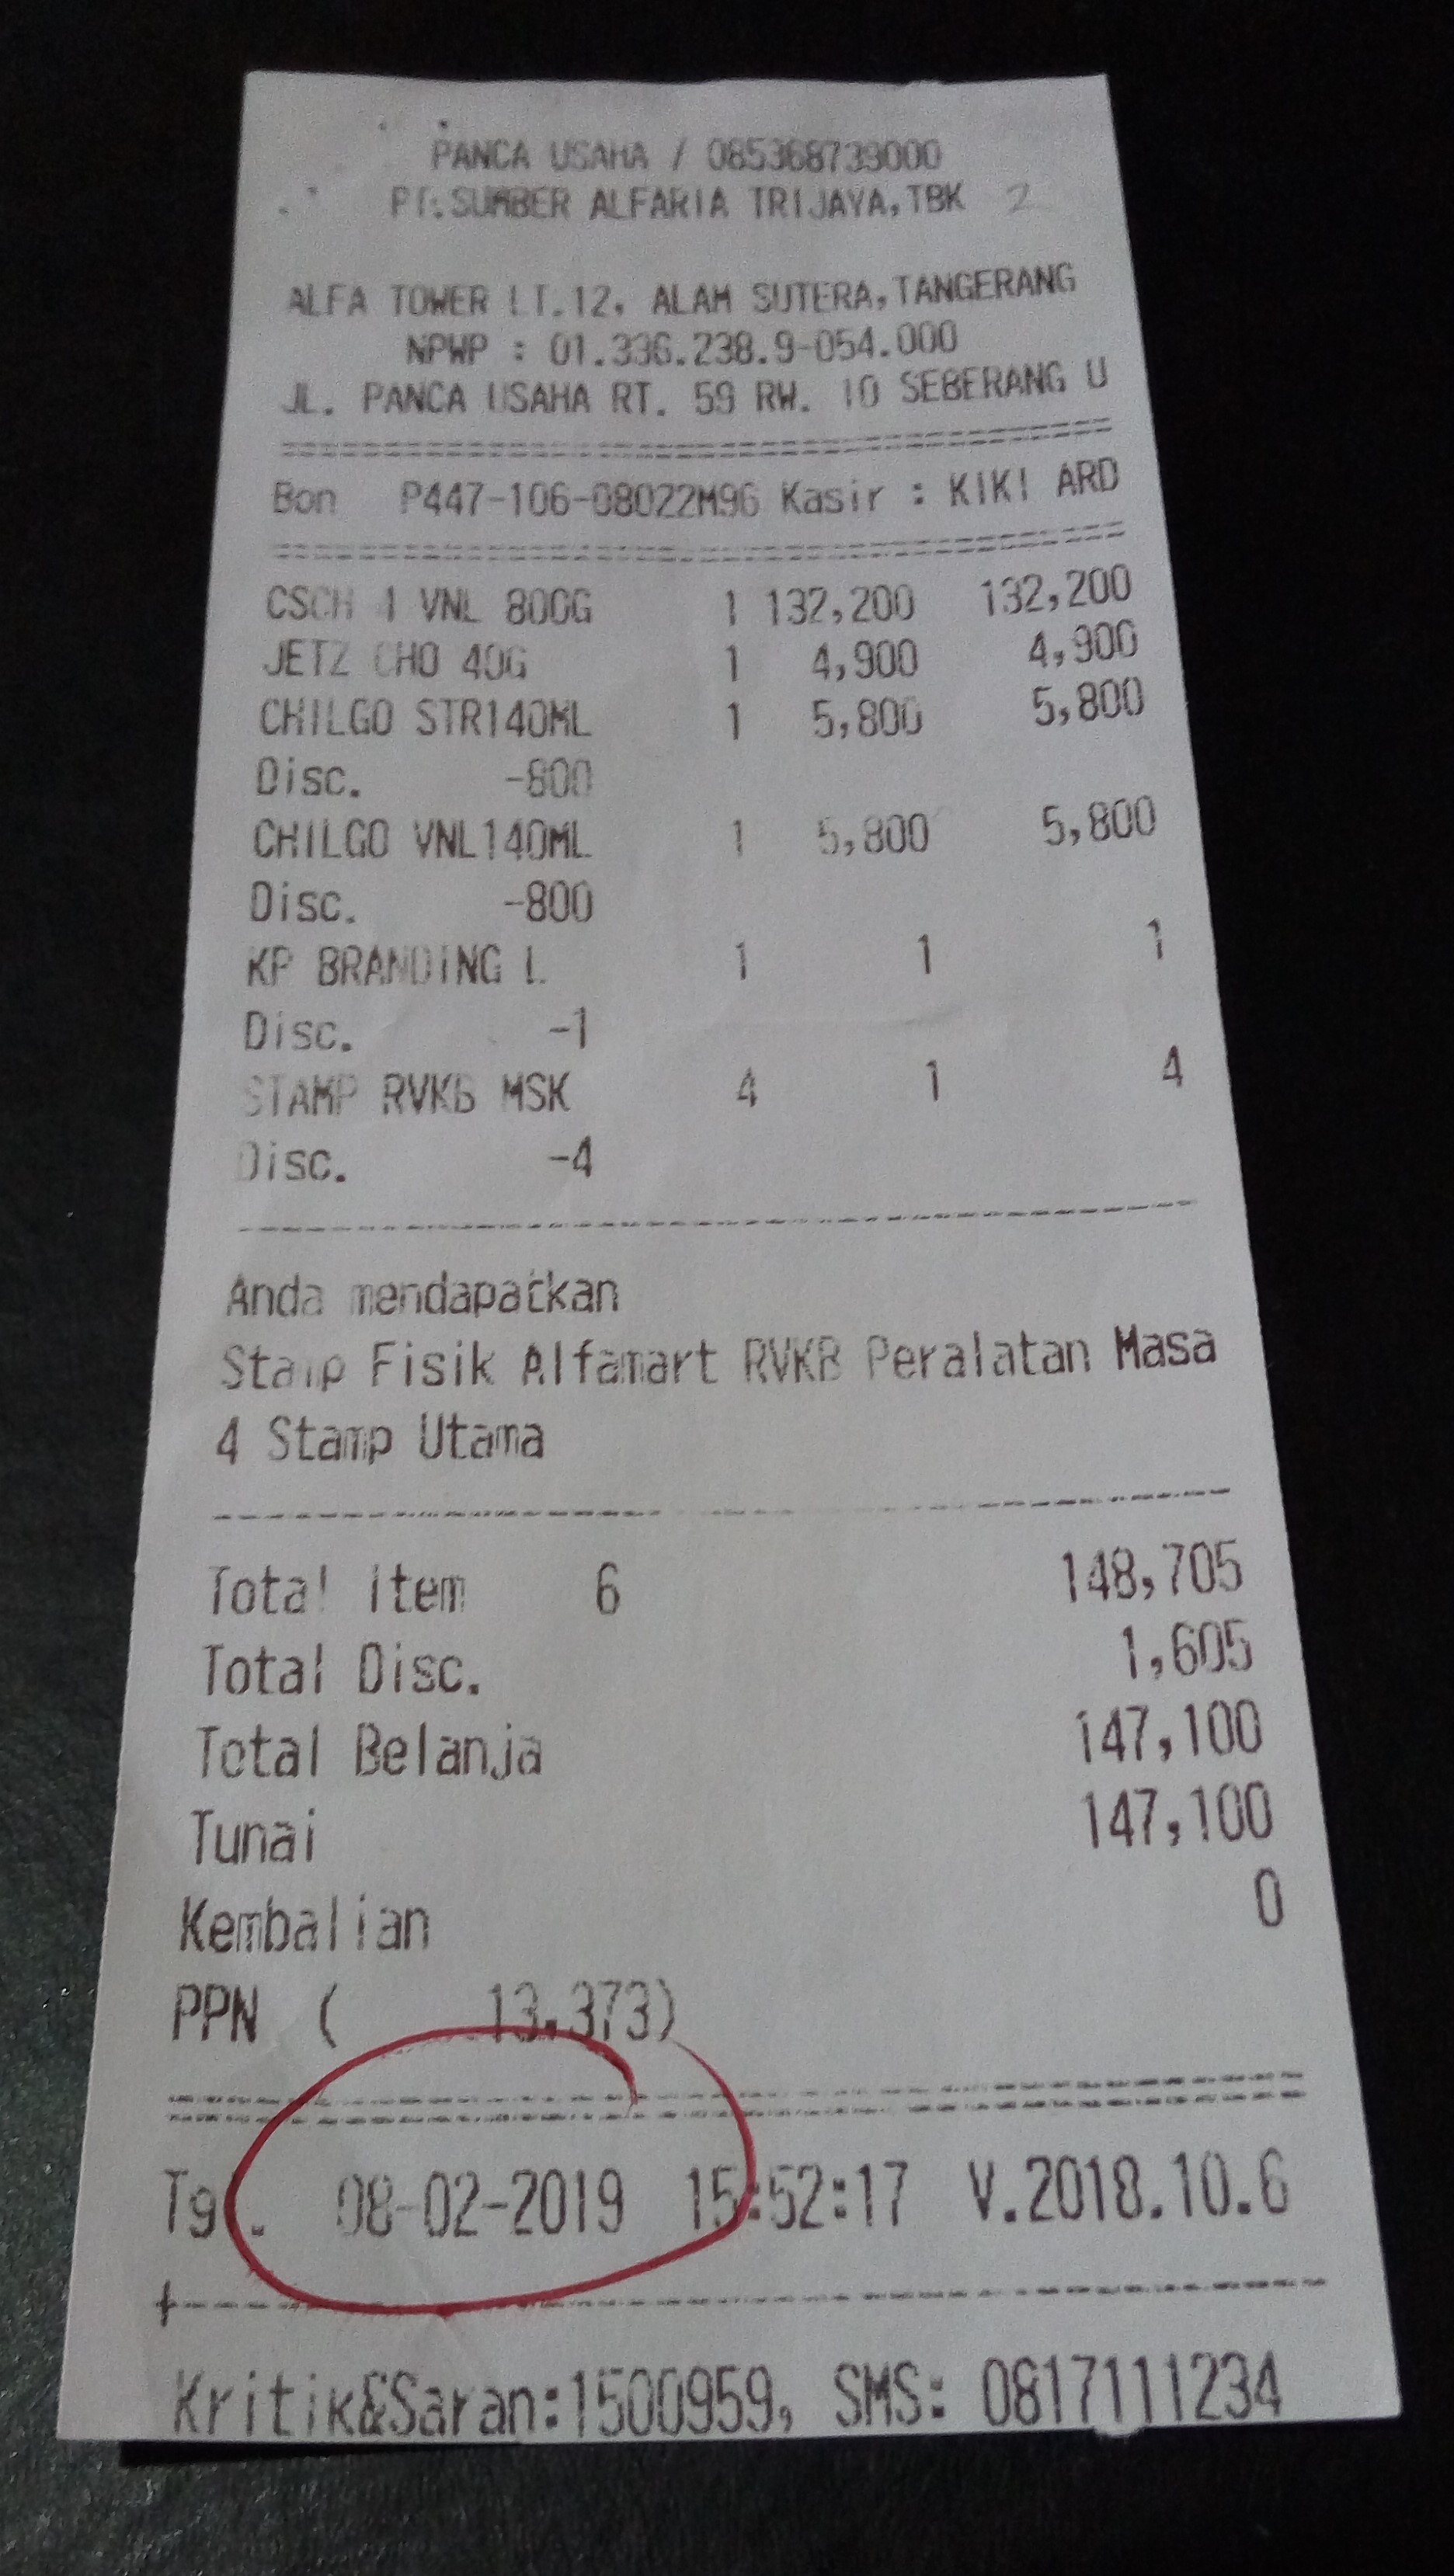 PANCA USAHA / 085368739000
PT.SUMBER ALFARIA TRIJAYA,TBK 2
ALFA TOWER LT.12, ALAM SUTERA,TANGERANG
NPWP : 01.336.238.9-054.000
JL. PANCA USAHA RT. 59 RW. 10 SEBERANG U
Bon P447-106-08022M96 Kasir : KIKI ARD
CSCH 1 VNL 800G 1 132,200 132,200
JETZ CHO 40G 1 4,900 4,900
CHILGO STR140ML 1 5,800 5,800
Disc. -800
CHILGO VNL140ML 1 5,800 5,800
Disc. -800
KP BRANDING L 1 1 1
Disc. -1
STAMP RVKB MSK 4 1 4
Disc. -4
Anda mendapatkan
Stamp Fisik Alfamart RVKB Peralatan Masa
4 Stamp Utama
Total Item 6 148,705
Total Disc. 1,605
Total Belanja 147,100
Tunai 147,100
Kembalian 0
PPN ( 13,373)
Tgl. 08-02-2019 15:52:17 V.2018.10.6
Kritik&Saran:1500959, SMS: 0817111234